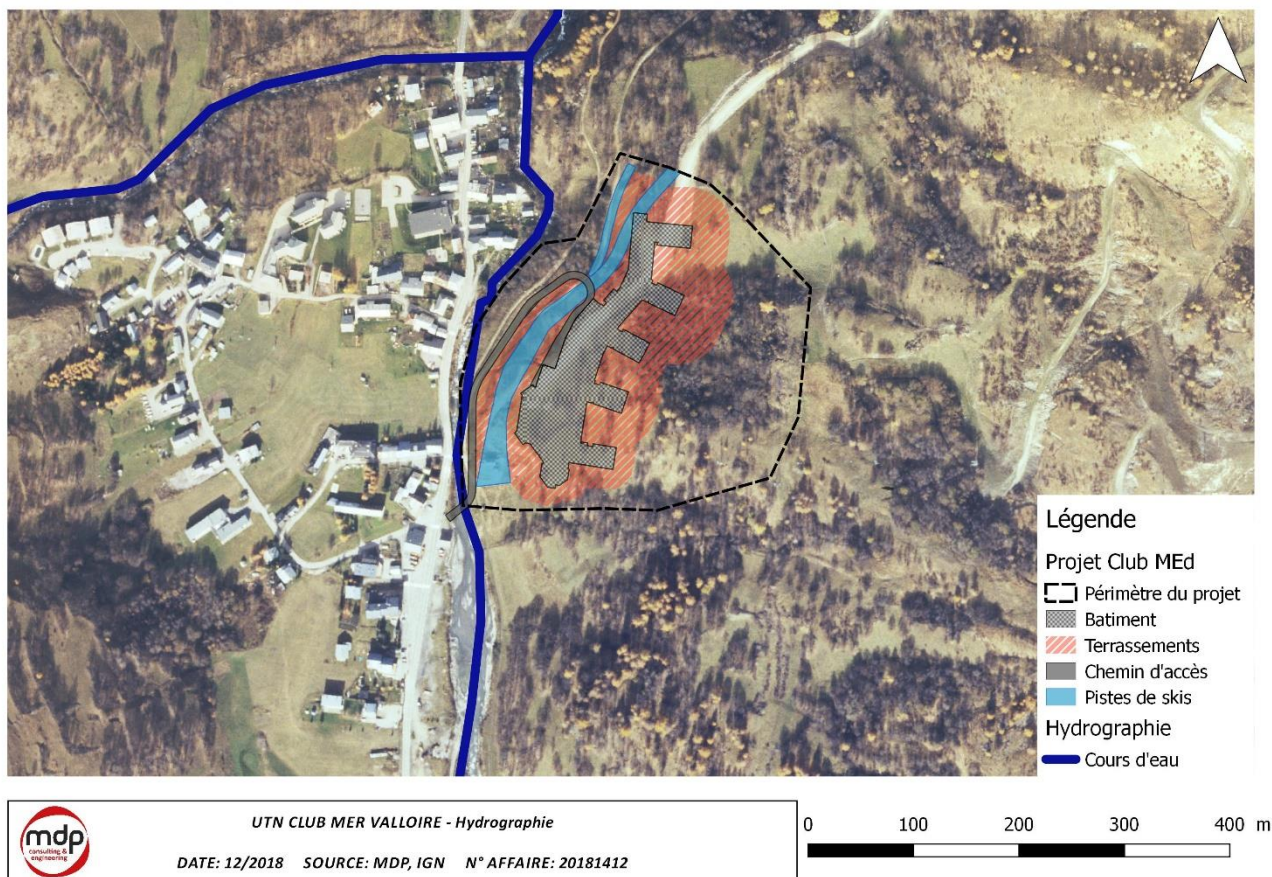 Légende
Projet Club MEd
Périmètre du projet
Batiment
Terrassements
Chemin d'accès
Pistes de skis
Hydrographie
Cours d'eau
mdp
consulting &
engineering
UTN CLUB MER VALLOIRE - Hydrographie
DATE: 12/2018 SOURCE: MDP, IGN N° AFFAIRE: 20181412
0 100 200 300 400 m